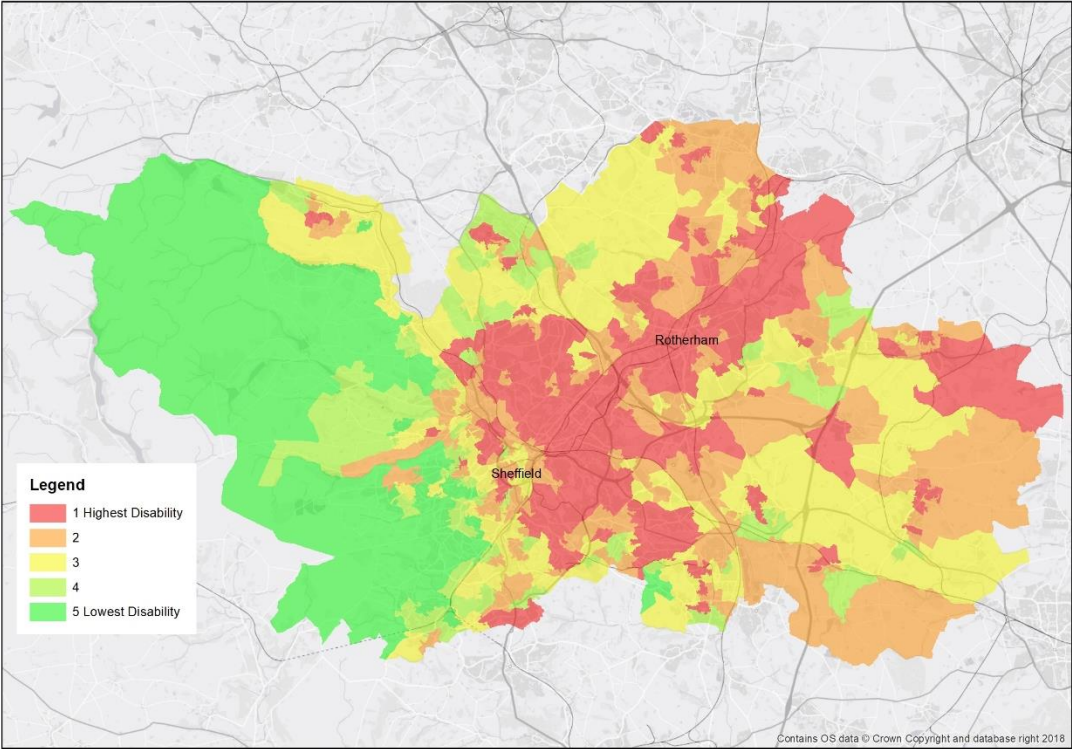 Rotherham
Sheffield
Legend
1 Highest Disability
2
3
4
5 Lowest Disability
Contains OS data © Crown Copyright and database right 2018